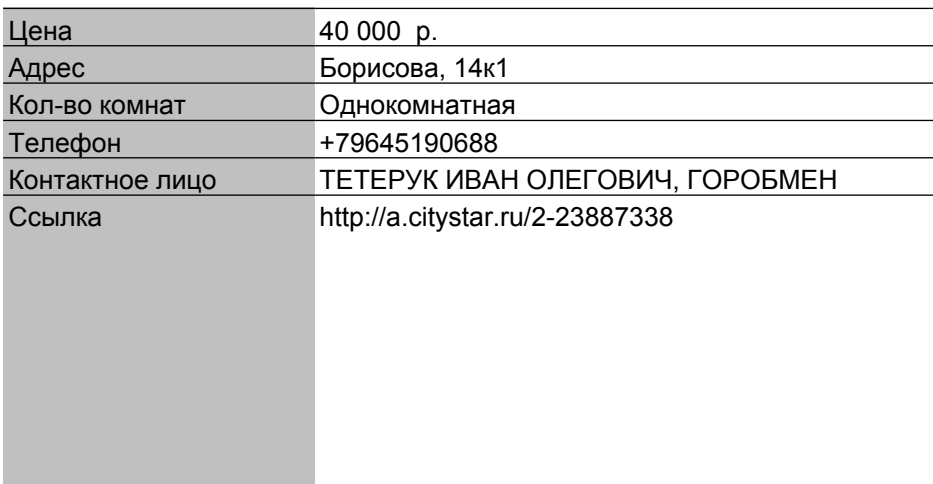 Цена 40 000 р.
Адрес Борисова, 14к1
Кол-во комнат Однокомнатная
Телефон +79645190688
Контактное лицо ТЕТЕРУК ИВАН ОЛЕГОВИЧ, ГОРОБМЕН
Ссылка http://a.citystar.ru/2-23887338